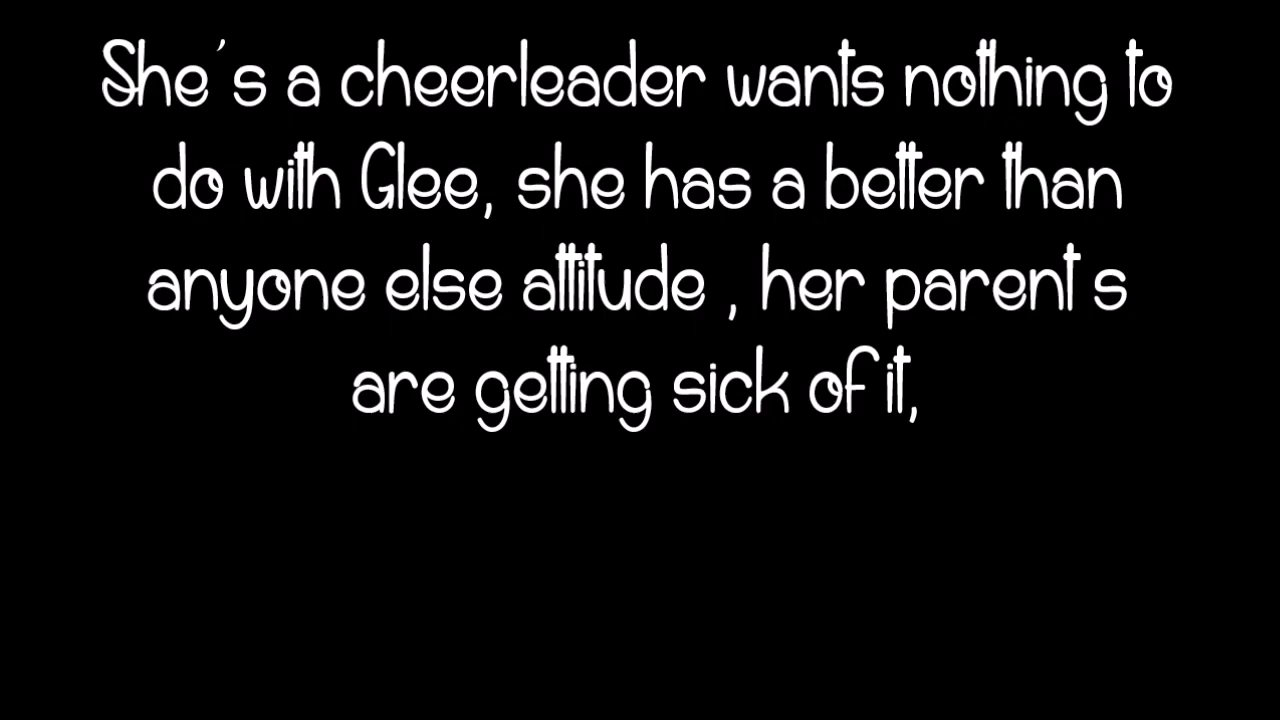 She's a cheerleader wants nothing to
do with Glee, she has a better than
anyone else attitude , her parent's
are getting sick of it,